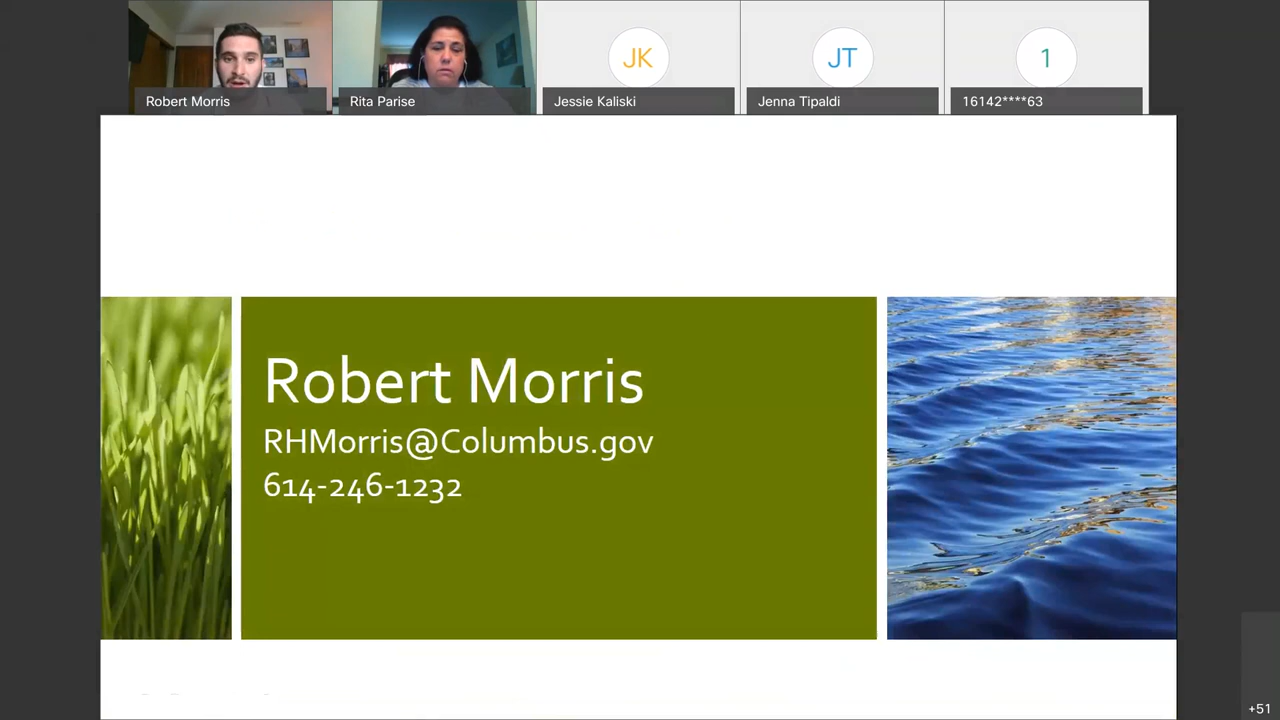 JK
JT
1
Robert Morris
Rita Parise
Jessie Kaliski
Jenna Tipaldi
16142****63
Robert Morris
RHMorris@Columbus.gov
614-246-1232
+51